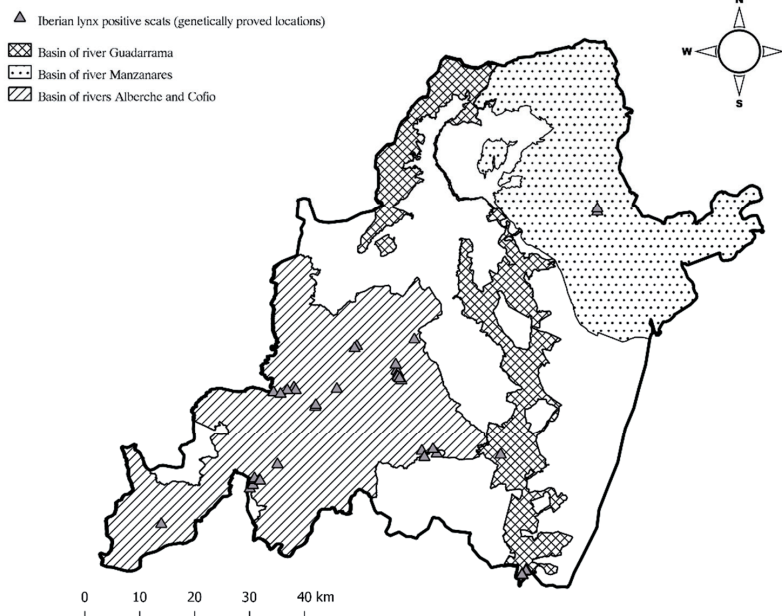 Iberian lynx positive scats (genetically proved locations)
Basin of river Guadarrama
Basin of river Manzanares
Basin of rivers Alberche and Cofio
N
W
S
0 10 20 30 40 km